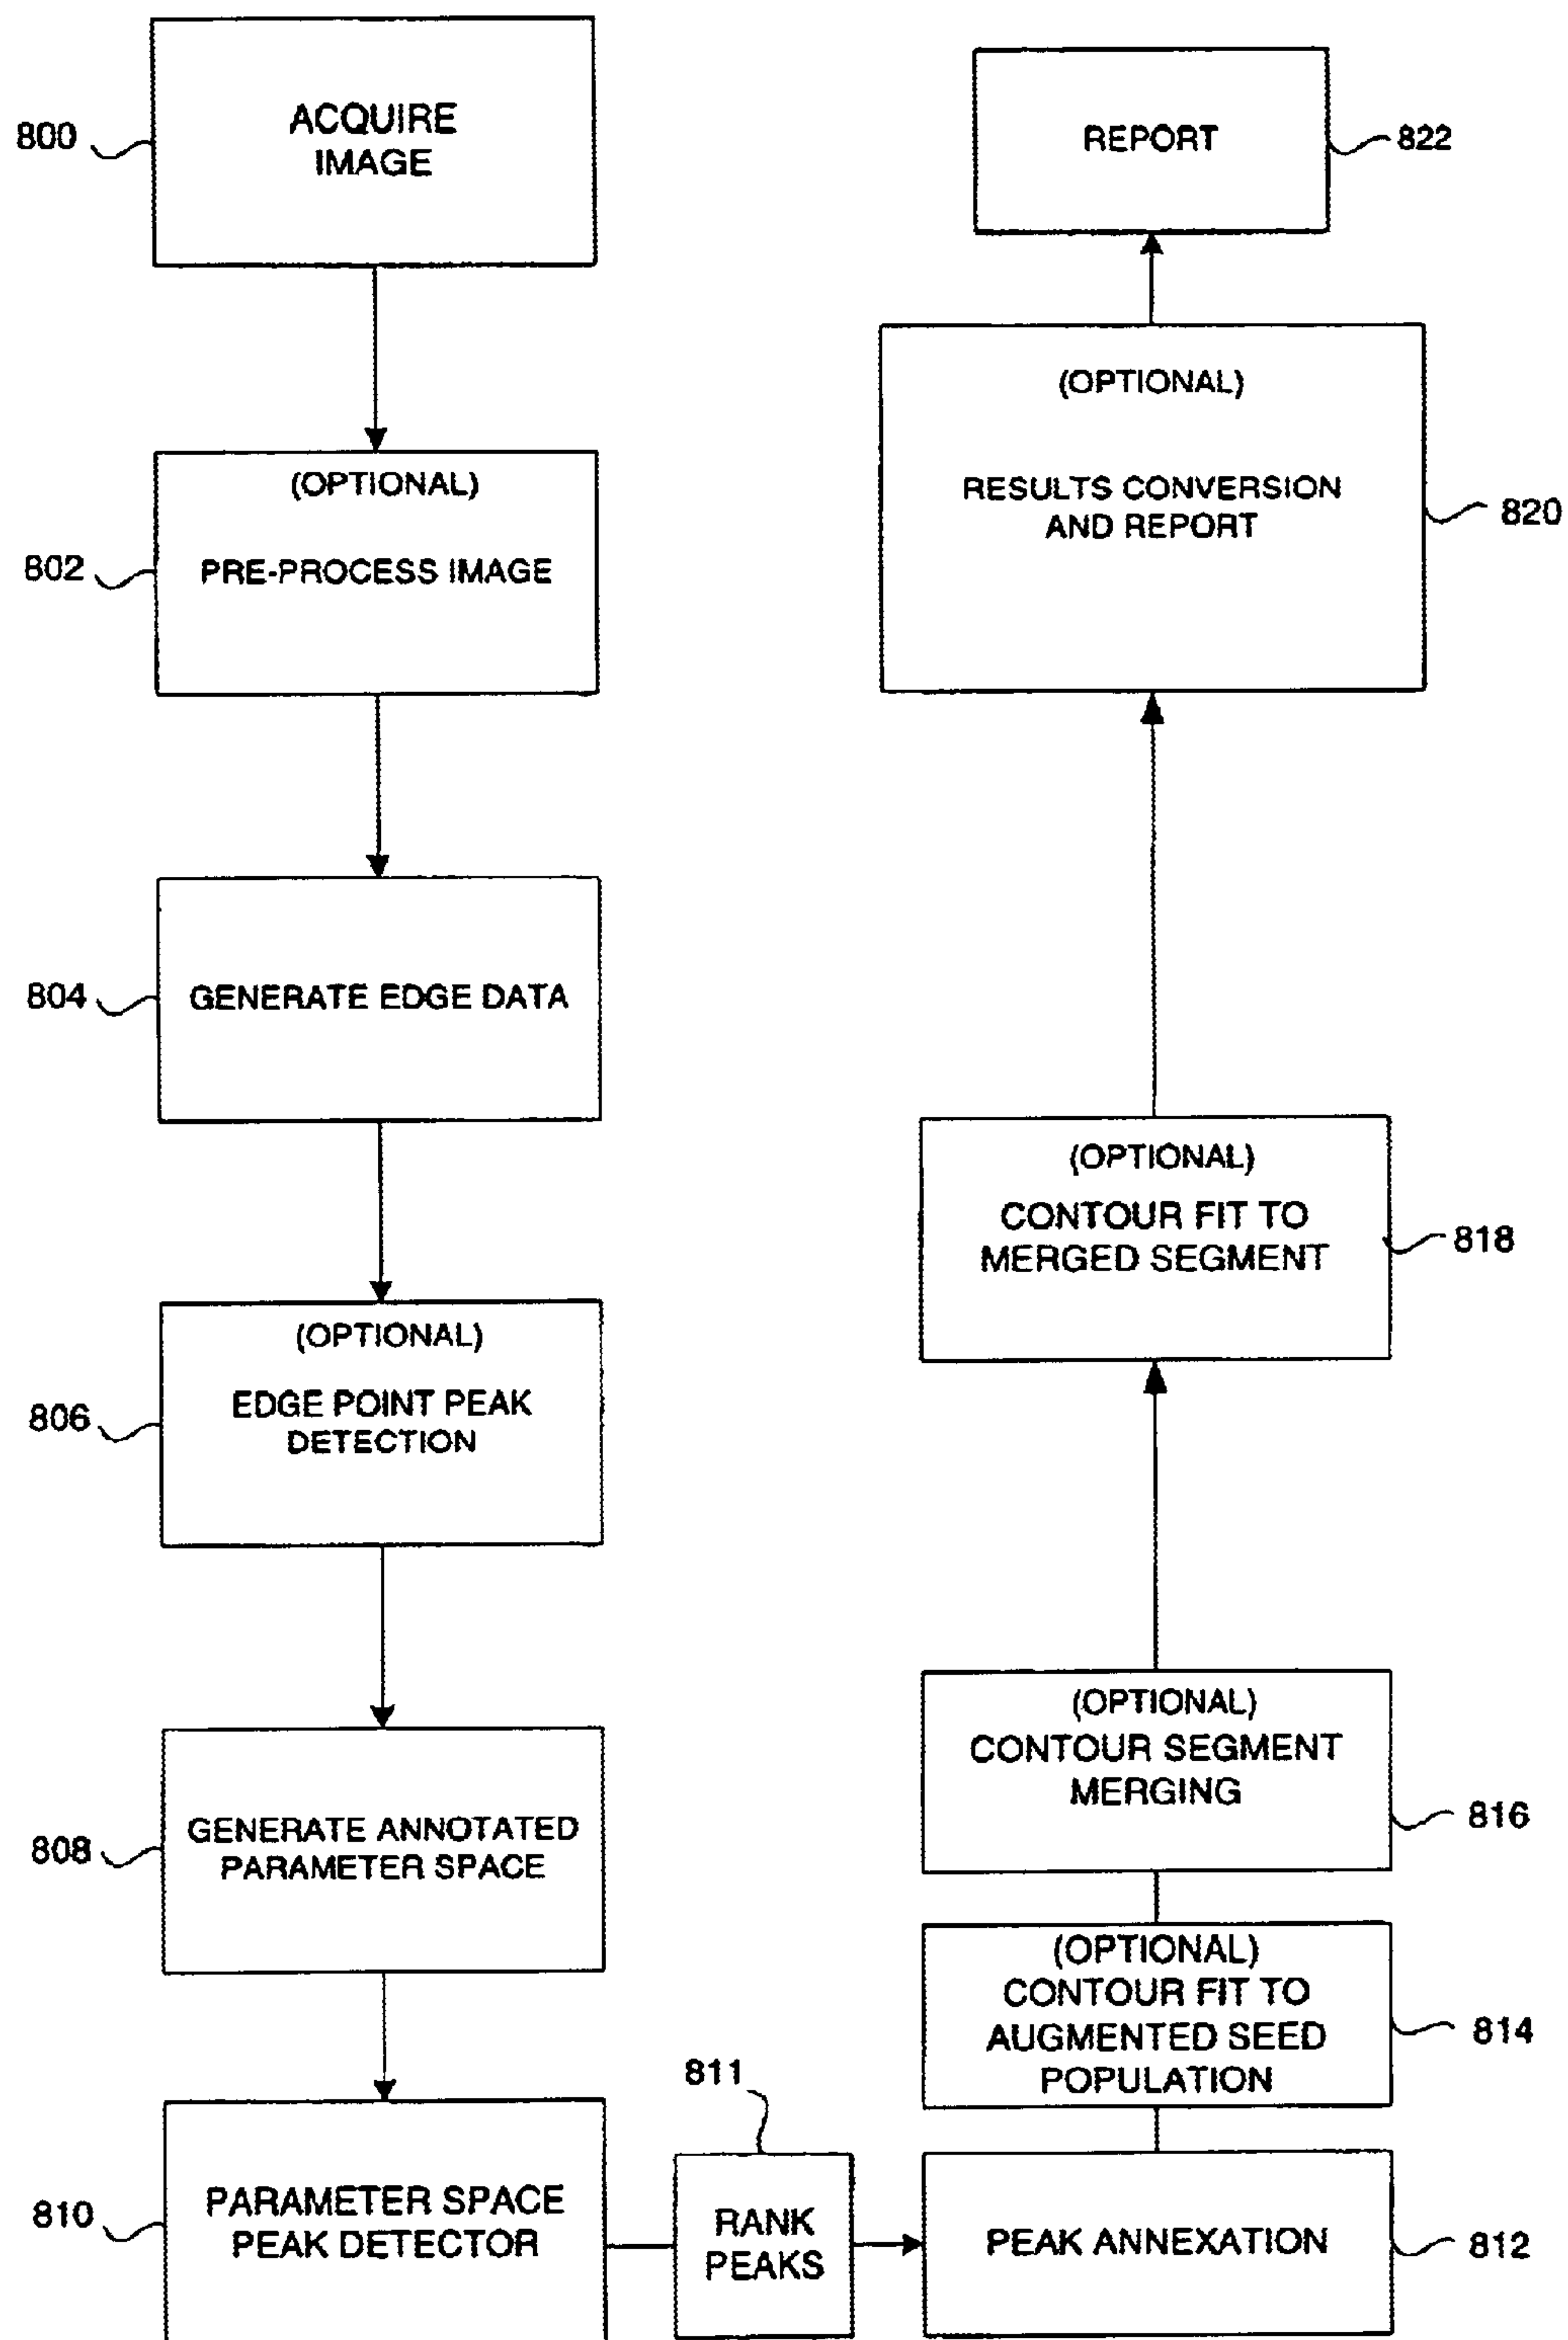 800
ACQUIRE
IMAGE
802
(OPTIONAL)
PRE-PROCESS IMAGE
804
GENERATE EDGE DATA
806
(OPTIONAL)
EDGE POINT PEAK
DETECTION
808
GENERATE ANNOTATED
PARAMETER SPACE
810
PARAMETER SPACE
PEAK DETECTOR
811
RANK
PEAKS
PEAK ANNEXATION
812
(OPTIONAL)
CONTOUR FIT TO
AUGMENTED SEED
POPULATION
814
(OPTIONAL)
CONTOUR SEGMENT
MERGING
816
(OPTIONAL)
CONTOUR FIT TO
MERGED SEGMENT
818
(OPTIONAL)
RESULTS CONVERSION
AND REPORT
820
REPORT
822